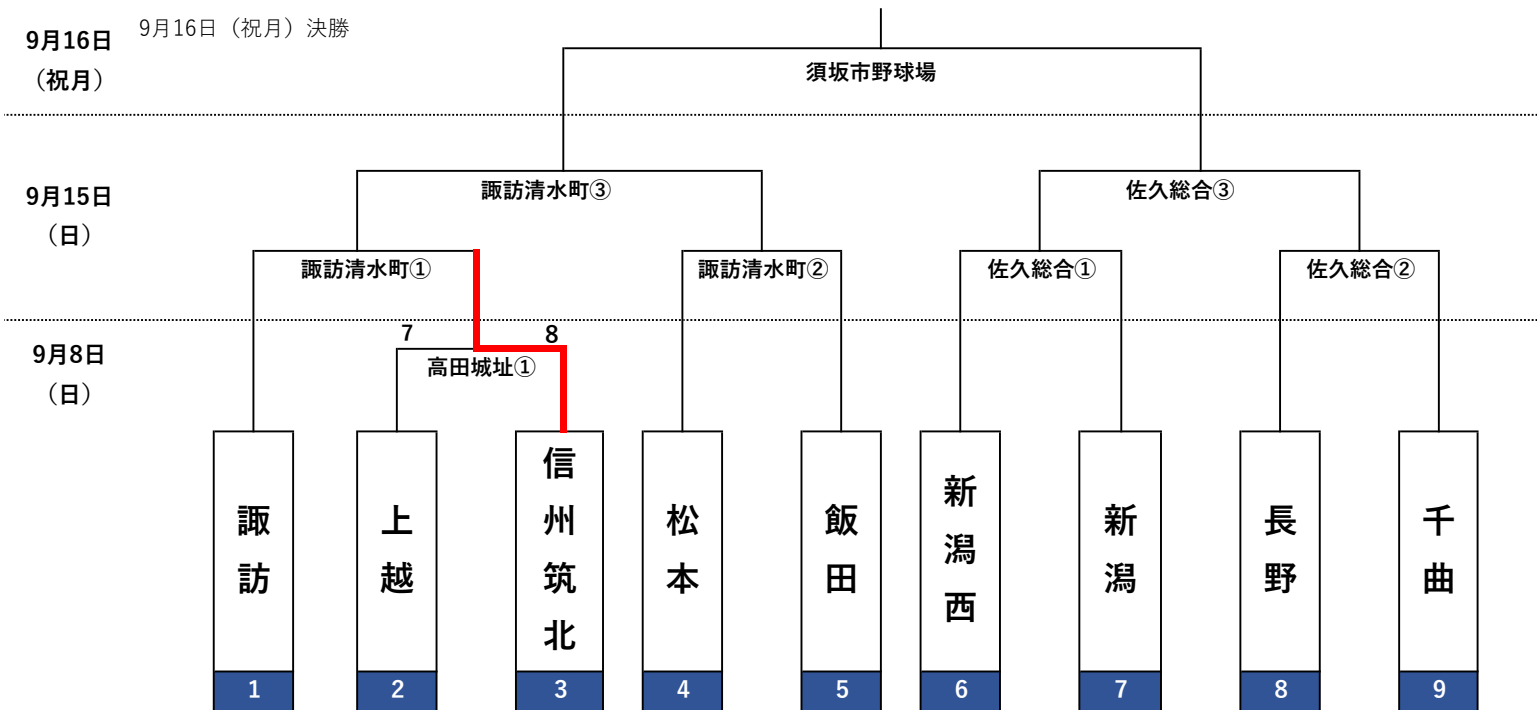 9月16日
(祝月)
9月16日（祝月）決勝
須坂市野球場
9月15日
（日）
諏訪清水町③
佐久総合③
諏訪清水町①
諏訪清水町②
佐久総合①
佐久総合②
9月8日
（日）
7
8
高田城址①
諏訪
上越
信州筑北
松本
飯田
新潟西
新潟
長野
千曲
1
2
3
4
5
6
7
8
9